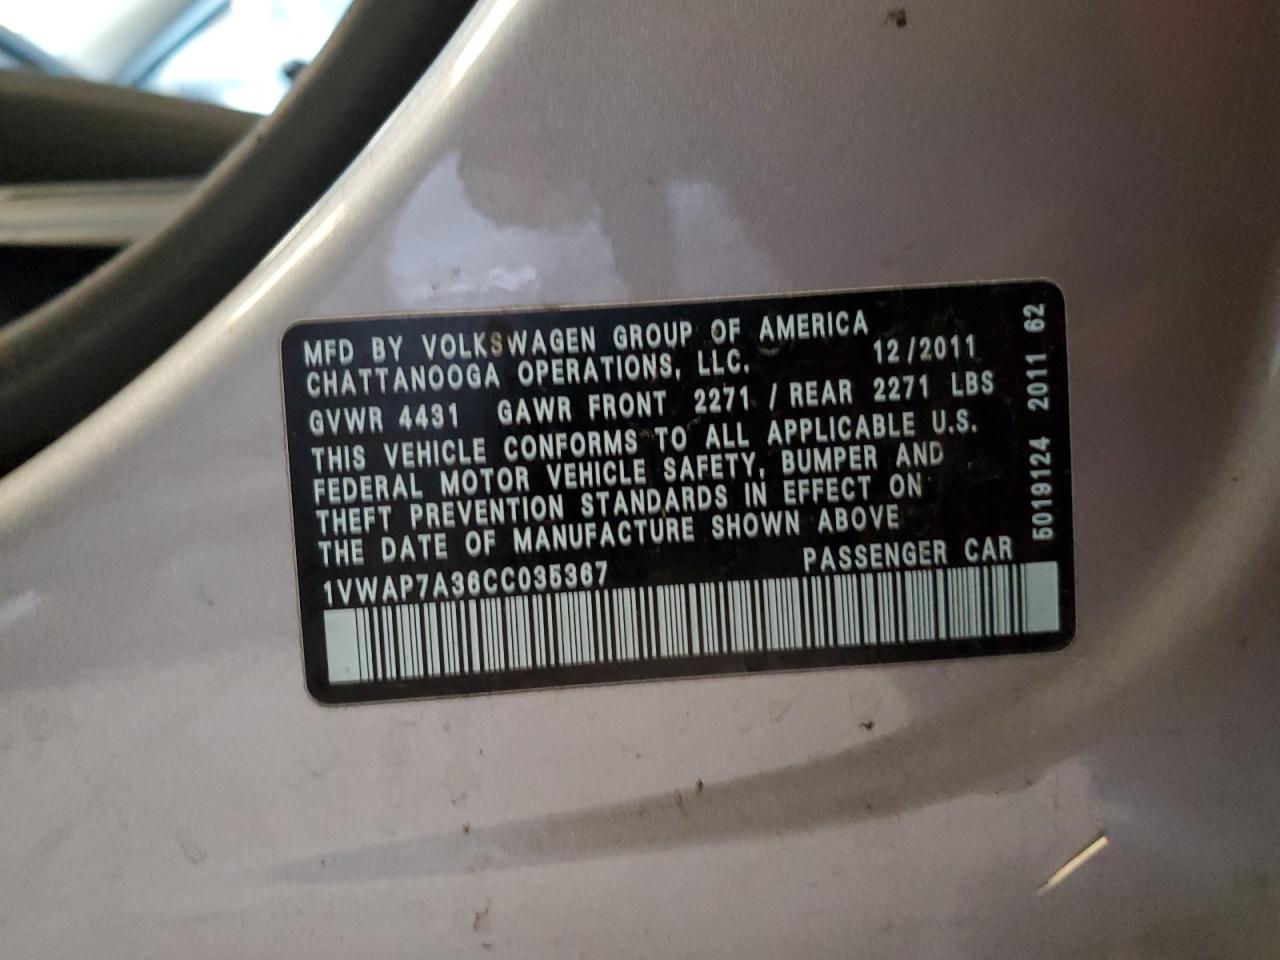 MFD BY VOLKSWAGEN GROUP OF AMERICA
CHATTANOOGA OPERATIONS, LLC. 12/2011
GVWR 4431 GAWR FRONT 2271 / REAR 2271 LBS
THIS VEHICLE CONFORMS TO ALL APPLICABLE U.S.
FEDERAL MOTOR VEHICLE SAFETY, BUMPER AND
THEFT PREVENTION STANDARDS IN EFFECT ON
THE DATE OF MANUFACTURE SHOWN ABOVE
1VWAP7A36CC035367 PASSENGER CAR
5019124 2011 62